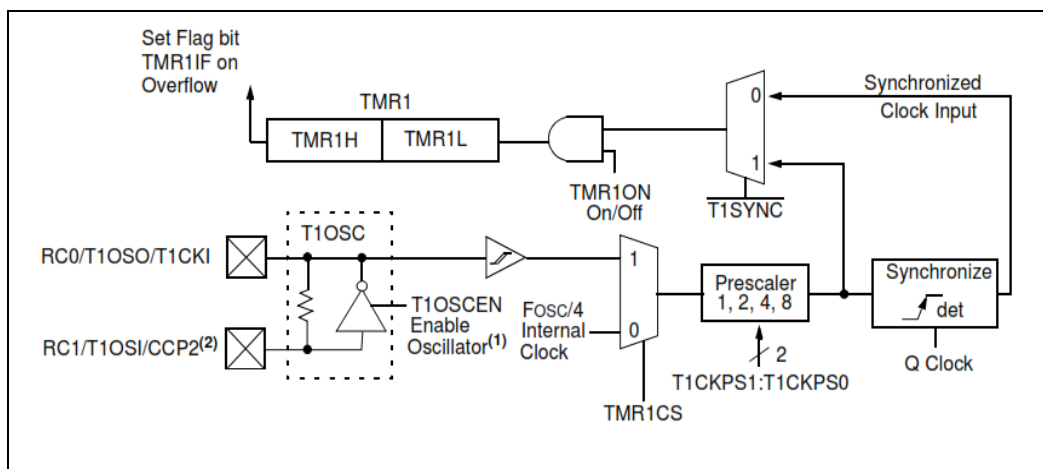 Set Flag bit
TMR1IF on
Overflow
TMR1
TMR1H
TMR1L
TMR1ON
On/Off
0
1
T1SYNC
Synchronized
Clock Input
RC0/T1OSO/T1CKI
RC1/T1OSI/CCP2(2)
T1OSC
T1OSCEN
Enable
Oscillator(1)
FOSC/4
Internal
Clock
1
0
TMR1CS
Prescaler
1, 2, 4, 8
2
T1CKPS1:T1CKPS0
Synchronize
det
Q Clock